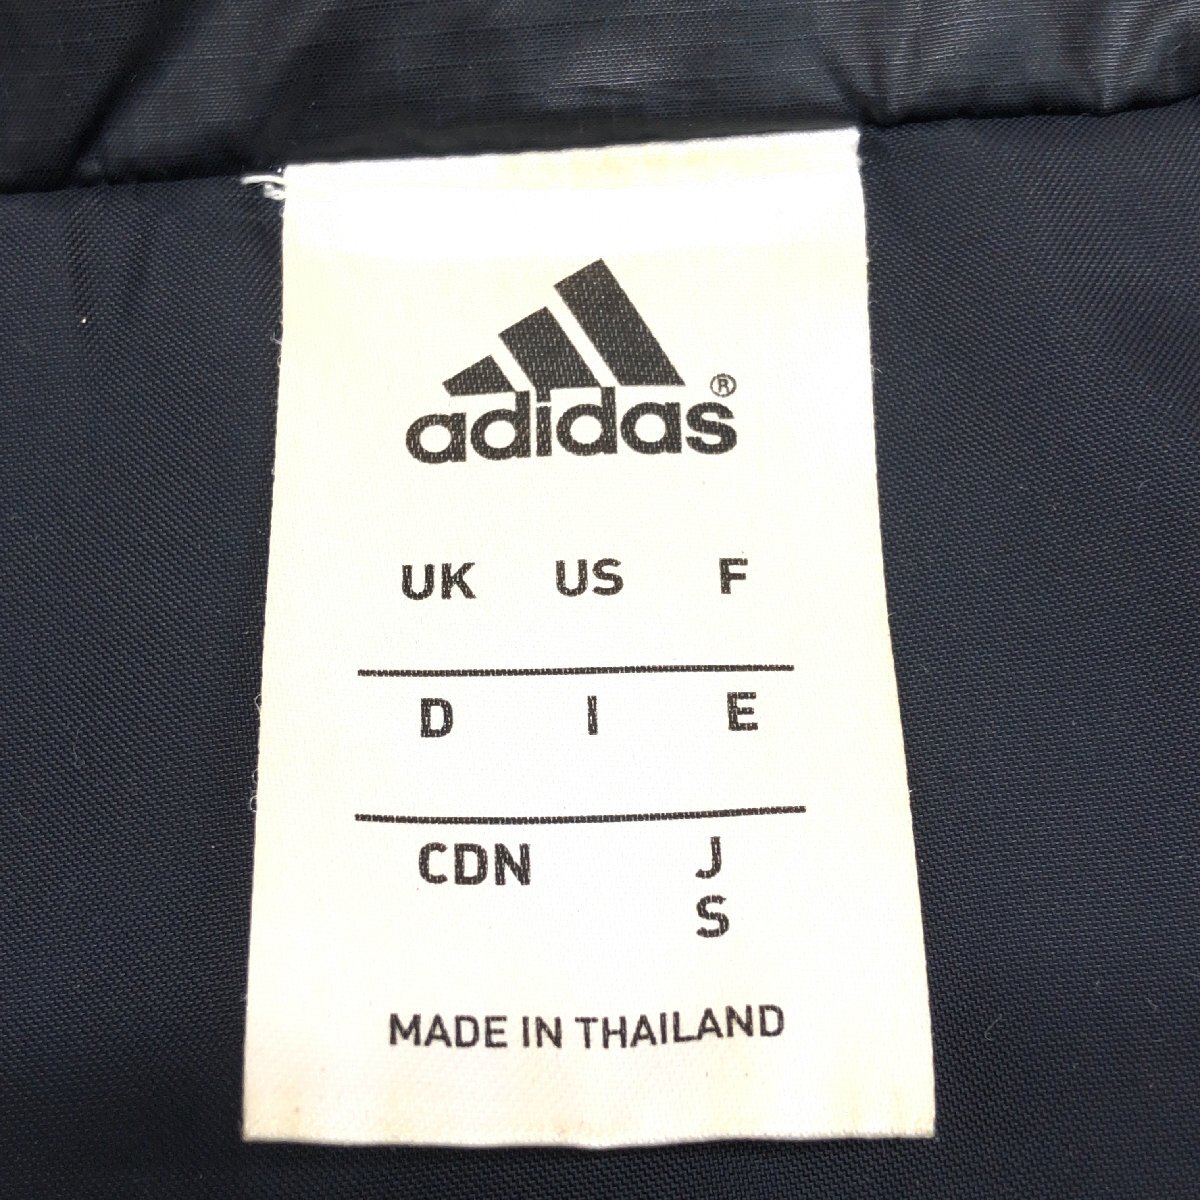 adidas®
UK US F
D I E
CDN J
S
MADE IN THAILAND